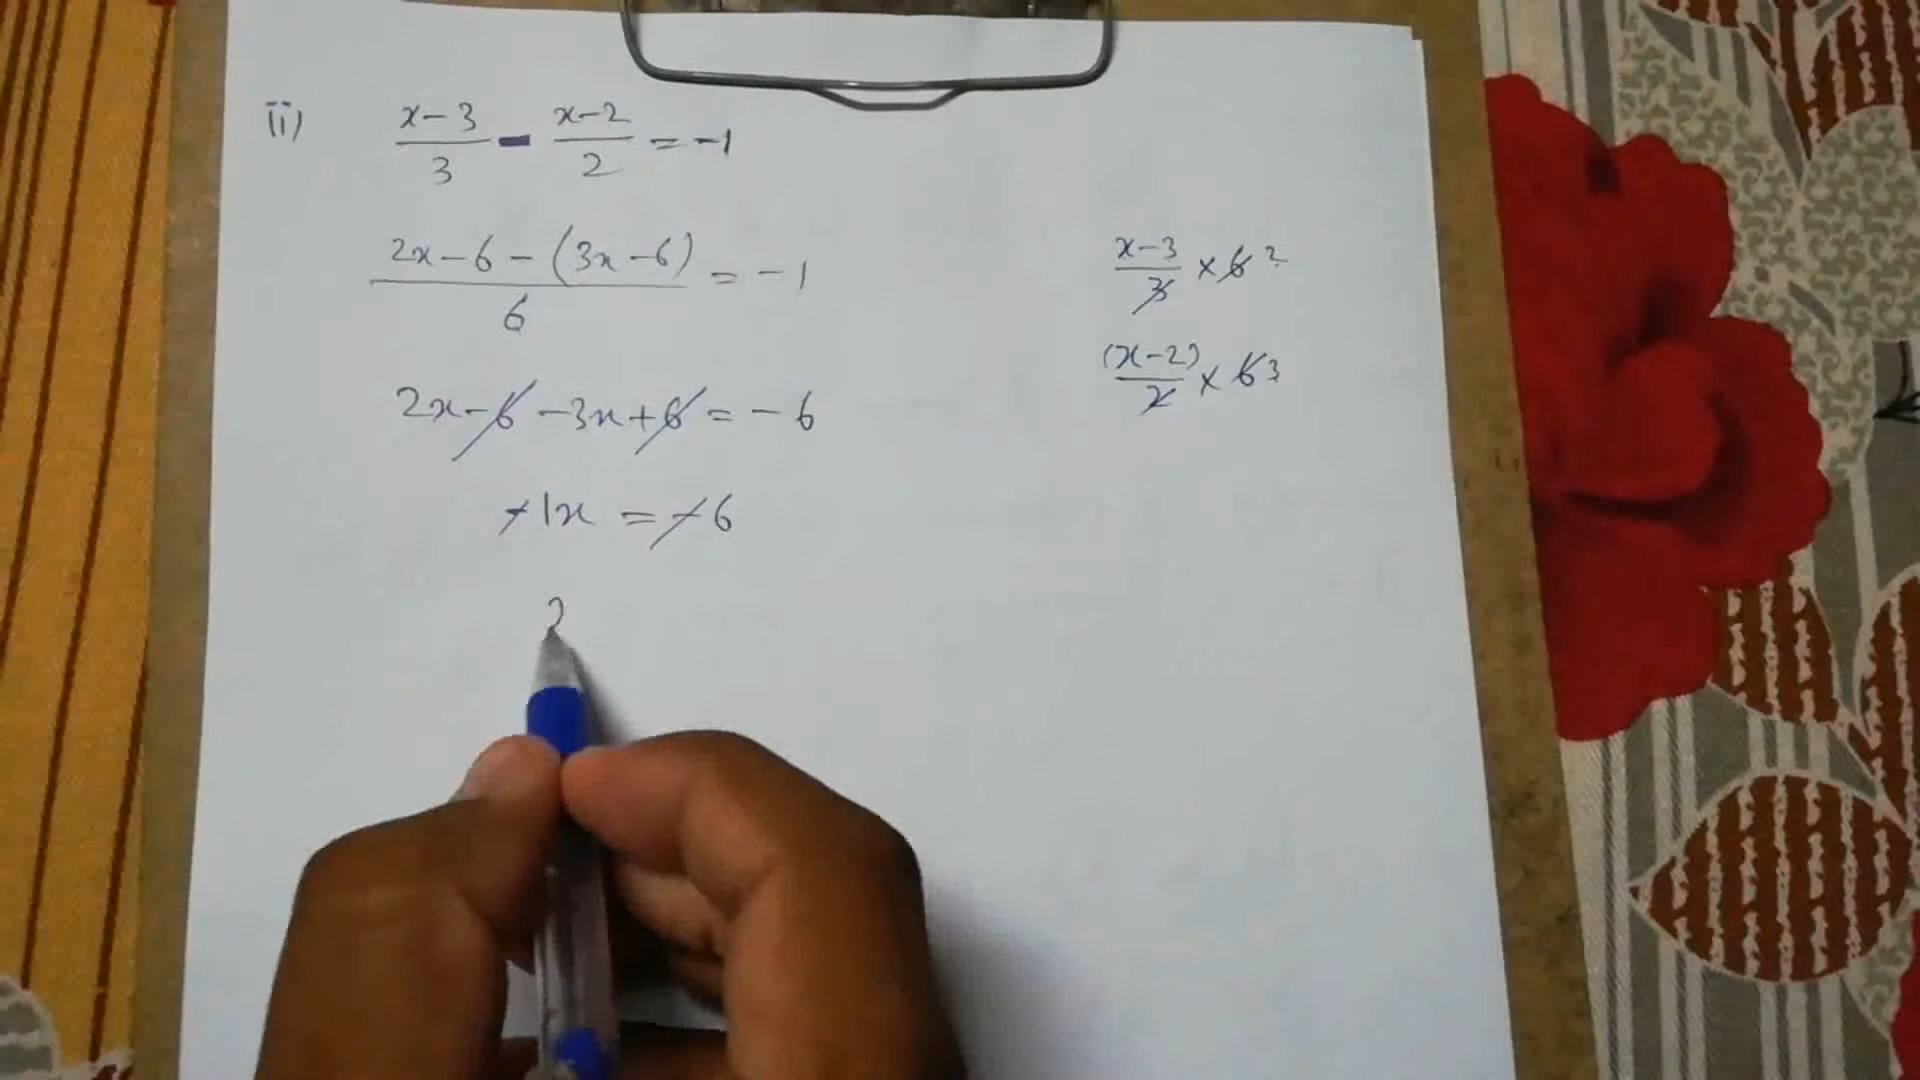 ii) x-3/3 - x-2/2 = -1
2x-6-(3x-6)/6 = -1
2x-6-3x+6 = -6
-1x = -6
x-3/3 × 6 2
(x-2)/2 × 6 3